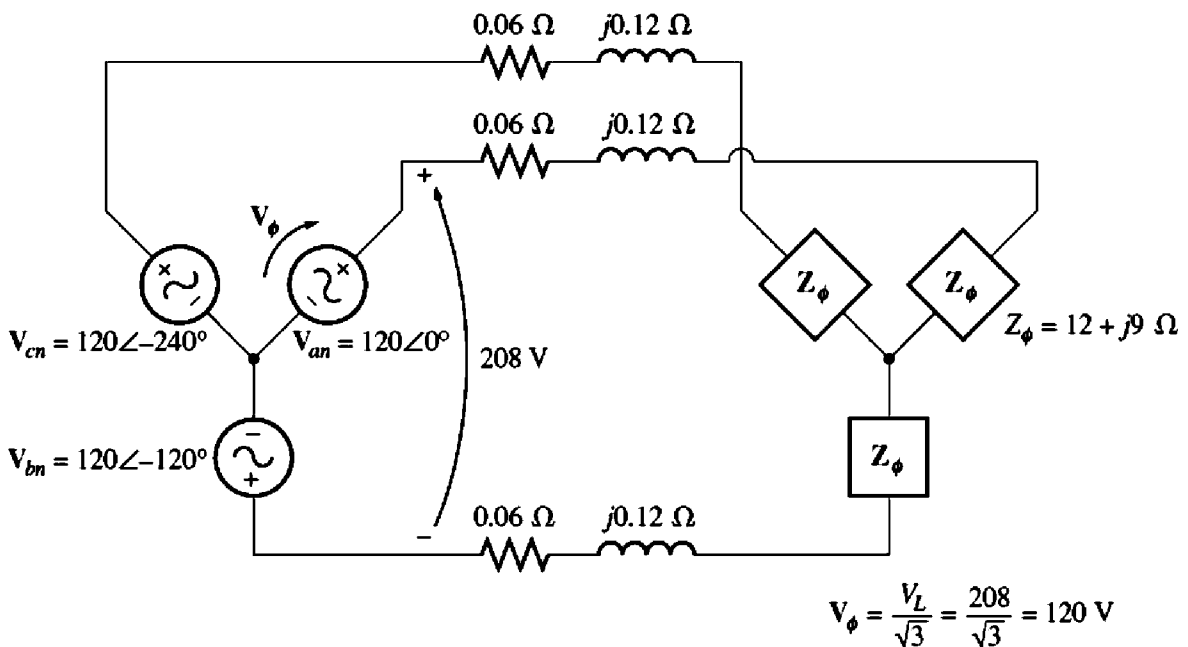 0.06 Ω j0.12 Ω
0.06 Ω j0.12 Ω
+
V_ϕ
+ −
− +
Z_ϕ Z_ϕ
Z_ϕ = 12 + j9 Ω
V_cn = 120∠−240° V_an = 120∠0°
208 V
V_bn = 120∠−120°
−
+
Z_ϕ
−
0.06 Ω j0.12 Ω
V_ϕ = V_L/√3 = 208/√3 = 120 V